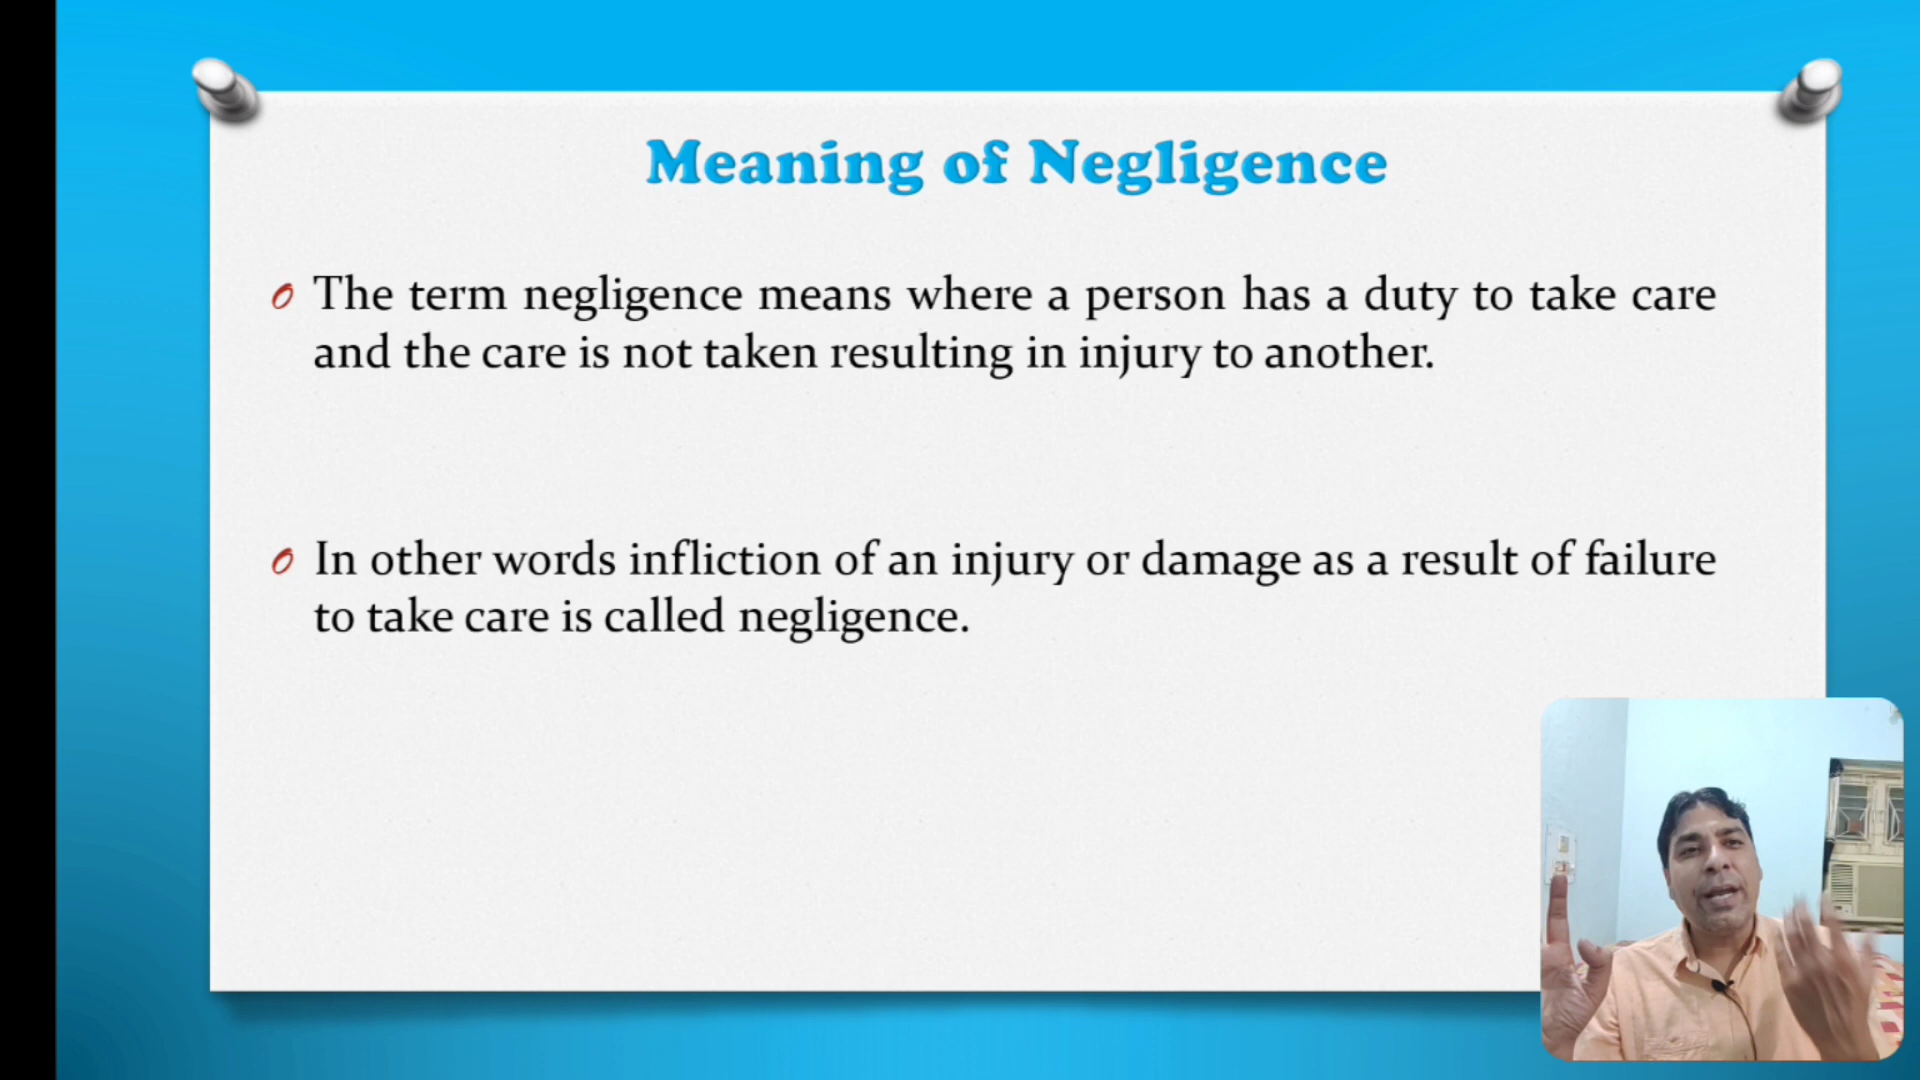 Meaning of Negligence
The term negligence means where a person has a duty to take care
and the care is not taken resulting in injury to another.
In other words infliction of an injury or damage as a result of failure
to take care is called negligence.